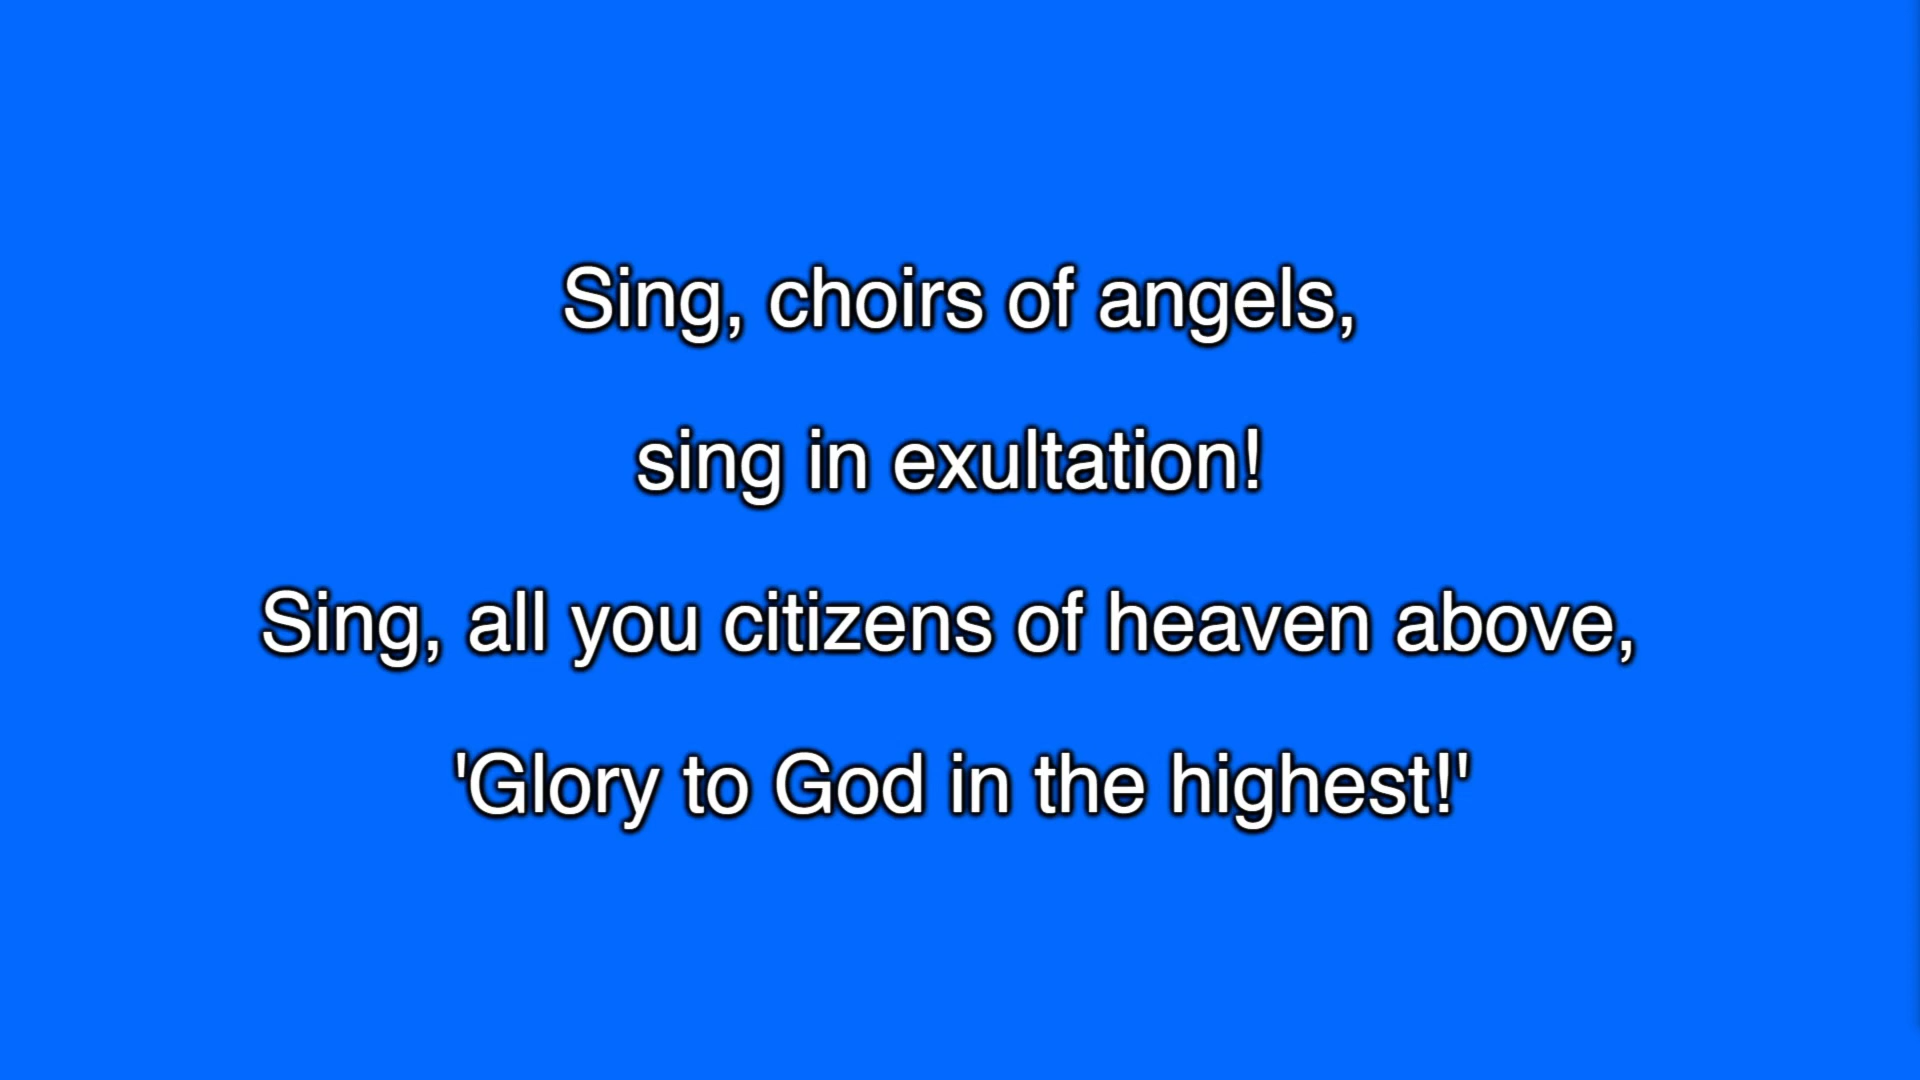 Sing, choirs of angels,
sing in exultation!
Sing, all you citizens of heaven above,
'Glory to God in the highest!'